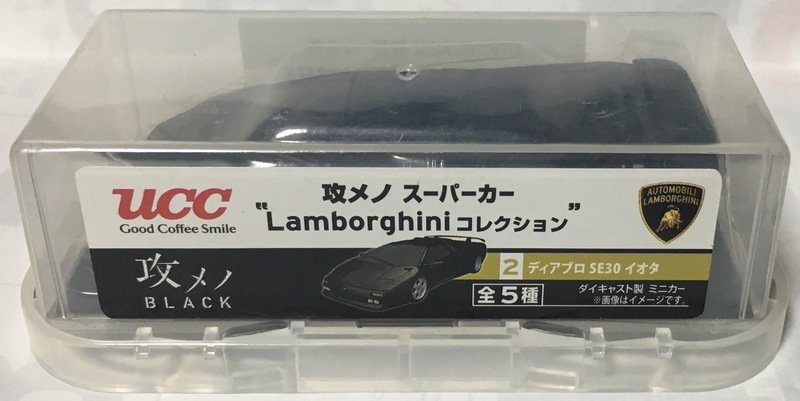 UCC
Good Coffee Smile
攻メノ スーパーカー
"Lamborghini コレクション"
AUTOMOBILI
LAMBORGHINI
攻メノ
BLACK
2 ディアブロ SE30 イオタ
全5種
ダイキャスト製 ミニカー
※画像はイメージです。